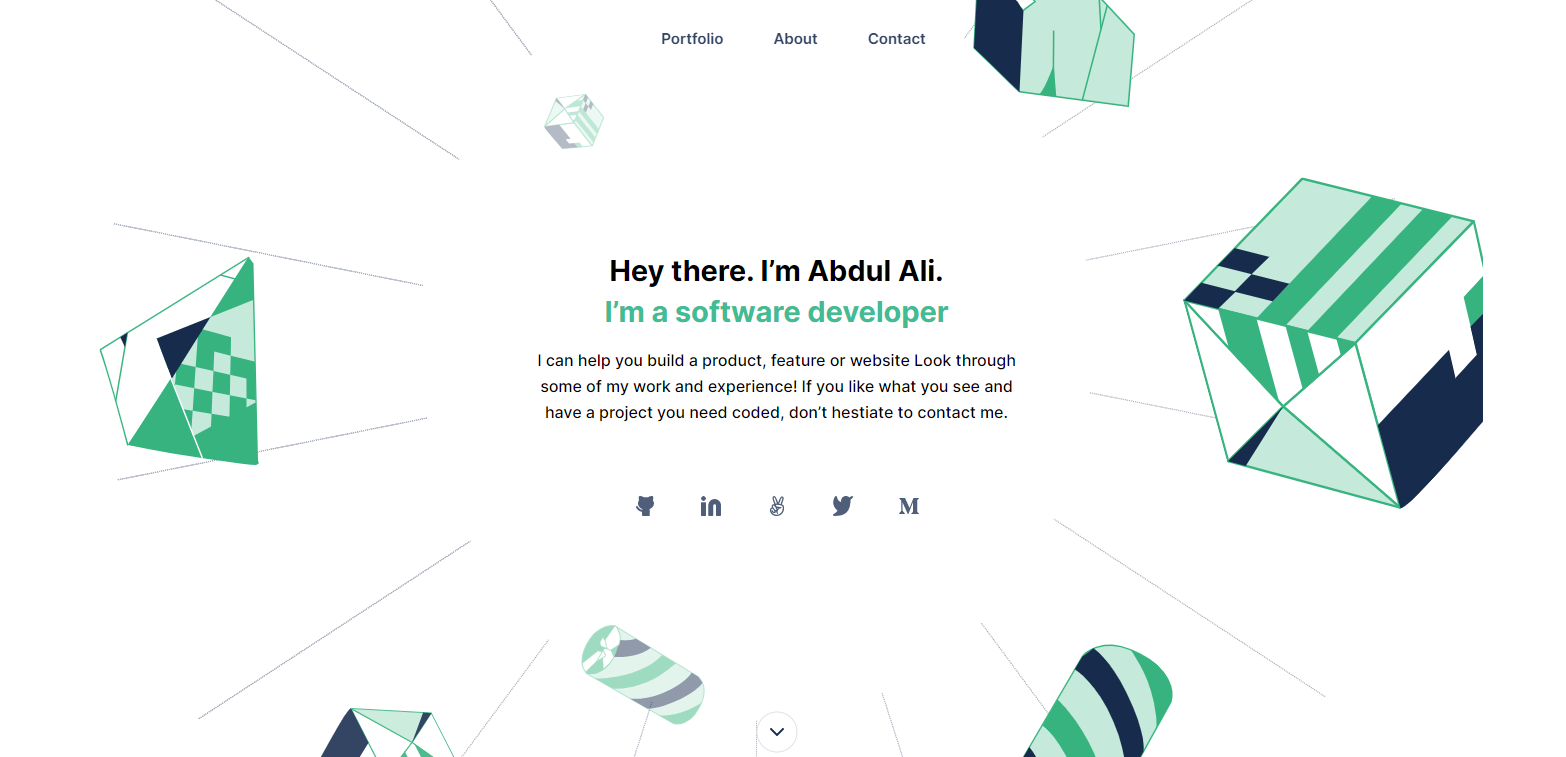 Portfolio About Contact
Hey there. I’m Abdul Ali.
I’m a software developer
I can help you build a product, feature or website Look through
some of my work and experience! If you like what you see and
have a project you need coded, don’t hestiate to contact me.